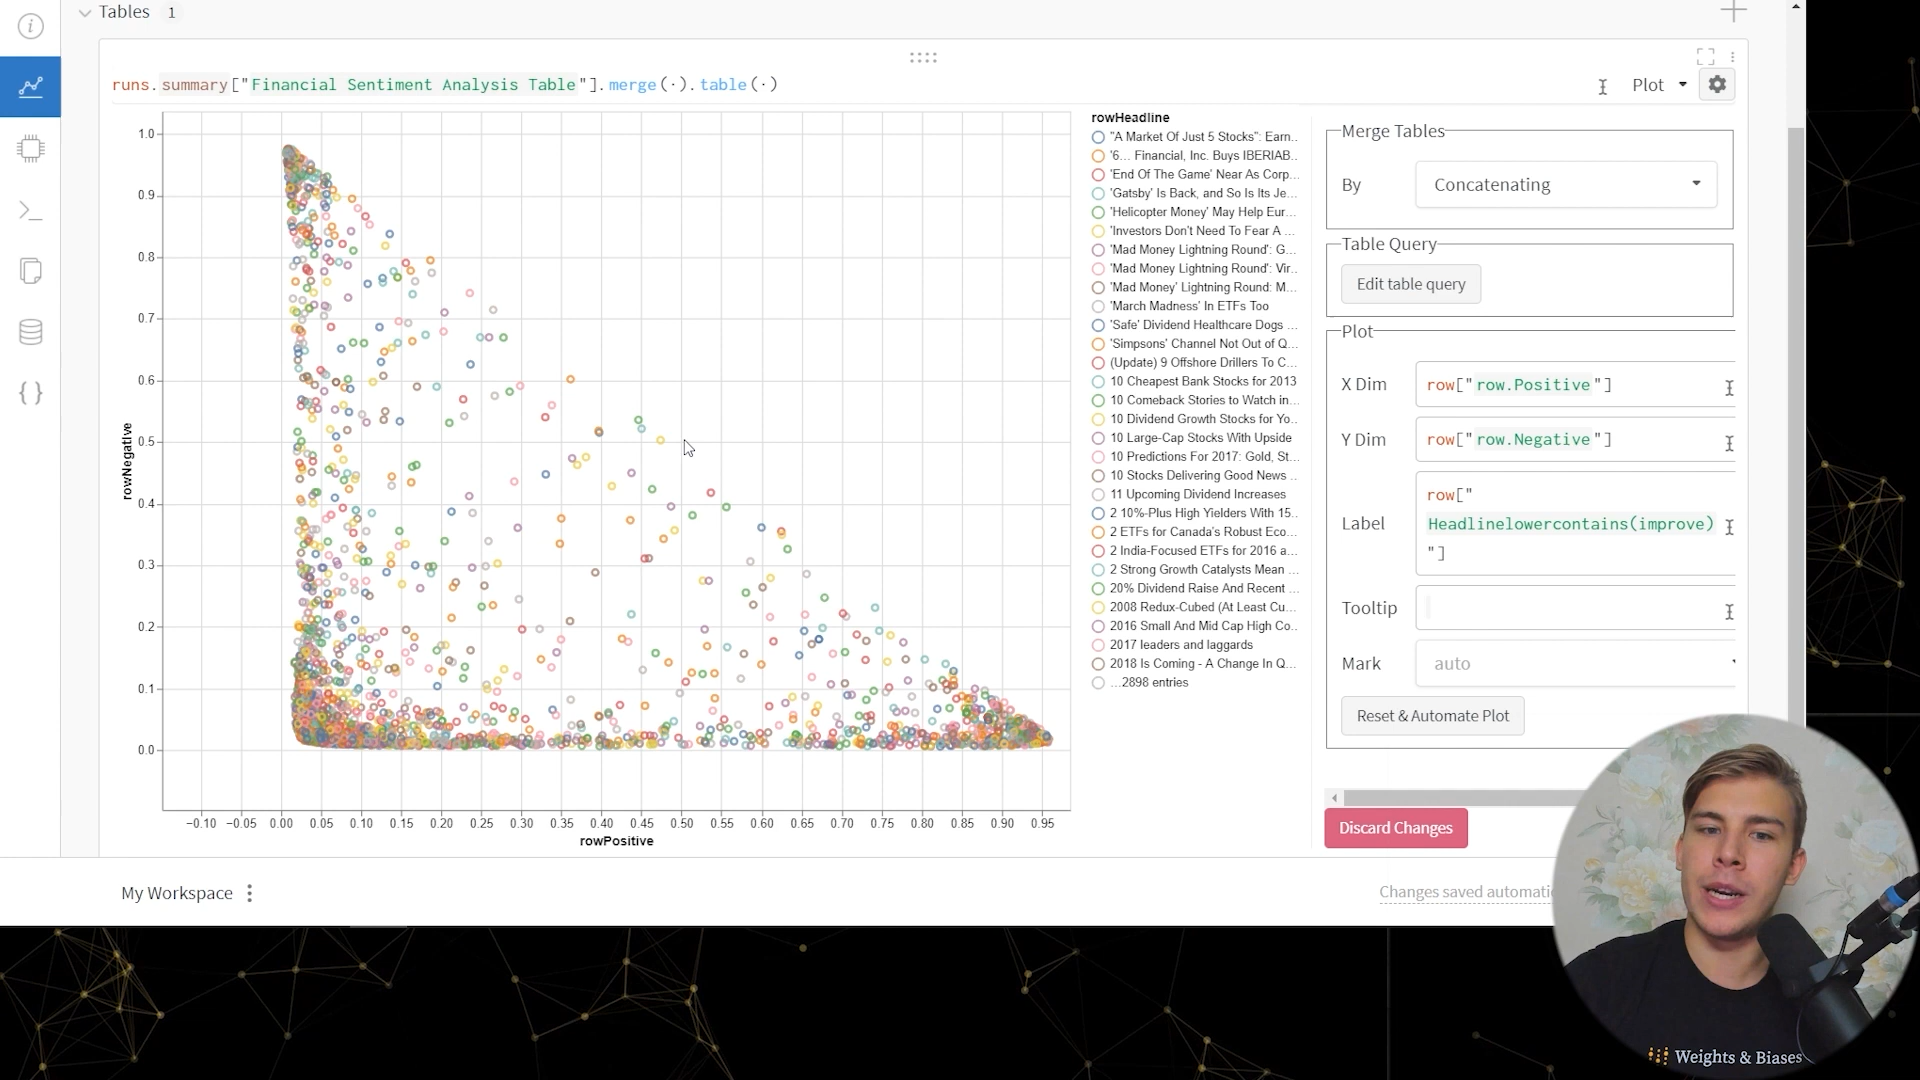 Tables 1
runs.summary["Financial Sentiment Analysis Table"].merge(·).table(·)
Plot
1.0
0.9
0.8
0.7
0.6
0.5
0.4
0.3
0.2
0.1
0.0
rowNegative
−0.10 −0.05 0.00 0.05 0.10 0.15 0.20 0.25 0.30 0.35 0.40 0.45 0.50 0.55 0.60 0.65 0.70 0.75 0.80 0.85 0.90 0.95
rowPositive
rowHeadline
"A Market Of Just 5 Stocks": Earn...
'6... Financial, Inc. Buys IBERIAB...
'End Of The Game' Near As Corp...
'Gatsby' Is Back, and So Is Its Je...
'Helicopter Money' May Help Eur...
'Investors Don't Need To Fear A ...
'Mad Money Lightning Round': G...
'Mad Money Lightning Round': Vir...
'Mad Money' Lightning Round: M...
'March Madness' In ETFs Too
'Safe' Dividend Healthcare Dogs ...
'Simpsons' Channel Not Out of Q...
(Update) 9 Offshore Drillers To C...
10 Cheapest Bank Stocks for 2013
10 Comeback Stories to Watch in...
10 Dividend Growth Stocks for Yo...
10 Large-Cap Stocks With Upside
10 Predictions For 2017: Gold, St...
10 Stocks Delivering Good News ...
11 Upcoming Dividend Increases
2 10%-Plus High Yielders With 15...
2 ETFs for Canada's Robust Eco...
2 India-Focused ETFs for 2016 a...
2 Strong Growth Catalysts Mean ...
20% Dividend Raise And Recent ...
2008 Redux-Cubed (At Least Cu...
2016 Small And Mid Cap High Co...
2017 leaders and laggards
2018 Is Coming - A Change In Q...
...2898 entries
Merge Tables
By Concatenating
Table Query
Edit table query
Plot
X Dim row["row.Positive"]
Y Dim row["row.Negative"]
Label row["
Headlinelowercontains(improve)
"]
Tooltip
Mark auto
Reset & Automate Plot
Discard Changes
My Workspace
Changes saved automatic
Weights & Biases